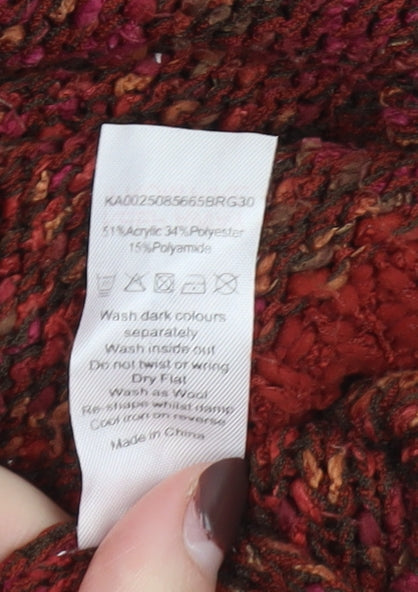 KA0025085665BRG30
51%Acrylic 34%Polyester
15%Polyamide
Wash dark colours
separately
Wash inside out
Do not twist or wring
Dry Flat
Wash as Wool
Re-shape whilst damp
Cool iron on reverse
Made in China